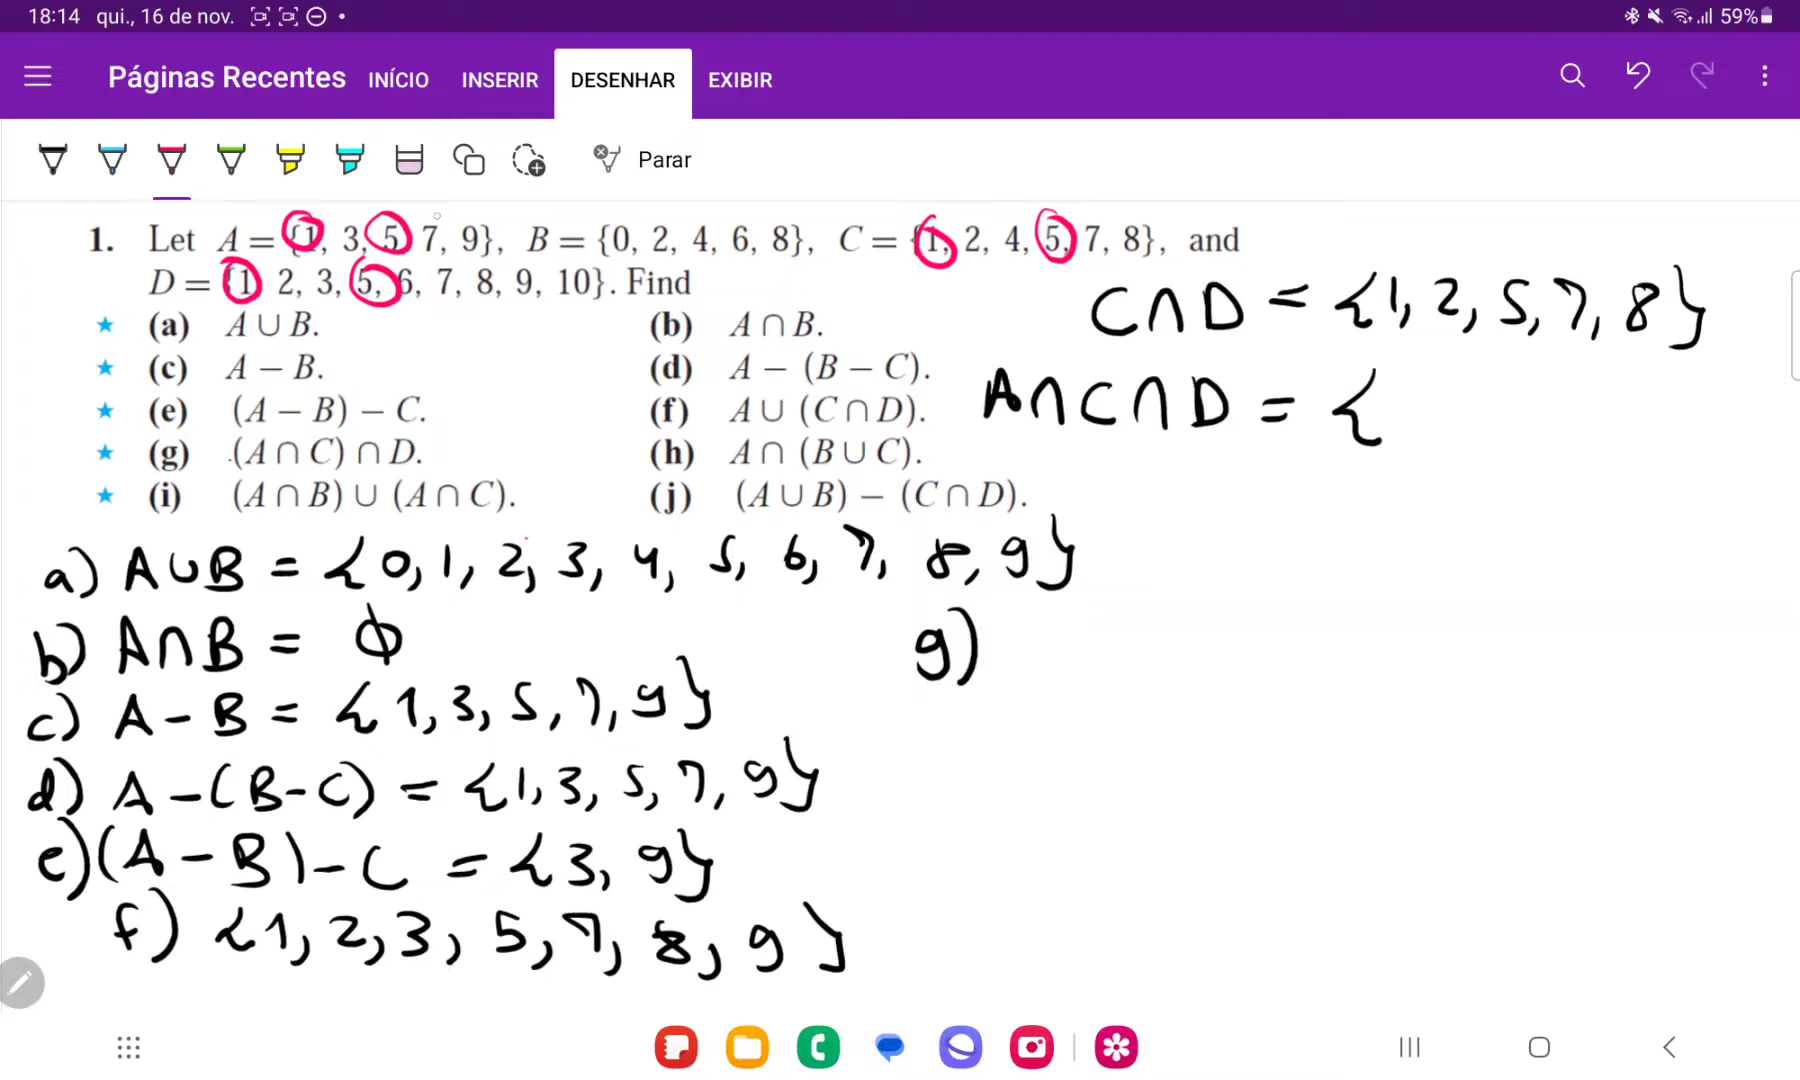 18:14 qui., 16 de nov. 59%
Páginas Recentes INÍCIO INSERIR DESENHAR EXIBIR
Parar
1. Let A = {1, 3, 5, 7, 9}, B = {0, 2, 4, 6, 8}, C = {1, 2, 4, 5, 7, 8}, and
D = {1, 2, 3, 5, 6, 7, 8, 9, 10}. Find
C∩D = {1, 2, 5, 7, 8}
★ (a) A ∪ B. (b) A ∩ B.
★ (c) A − B. (d) A − (B − C).
A∩C∩D = {
★ (e) (A − B) − C. (f) A ∪ (C ∩ D).
★ (g) (A ∩ C) ∩ D. (h) A ∩ (B ∪ C).
★ (i) (A ∩ B) ∪ (A ∩ C). (j) (A ∪ B) − (C ∩ D).
a) A∪B = {0, 1, 2, 3, 4, 5, 6, 7, 8, 9}
b) A∩B = ϕ
g)
c) A − B = {1, 3, 5, 7, 9}
d) A − (B − C) = {1, 3, 5, 7, 9}
e) (A − B) − C = {3, 9}
f) {1, 2, 3, 5, 7, 8, 9}